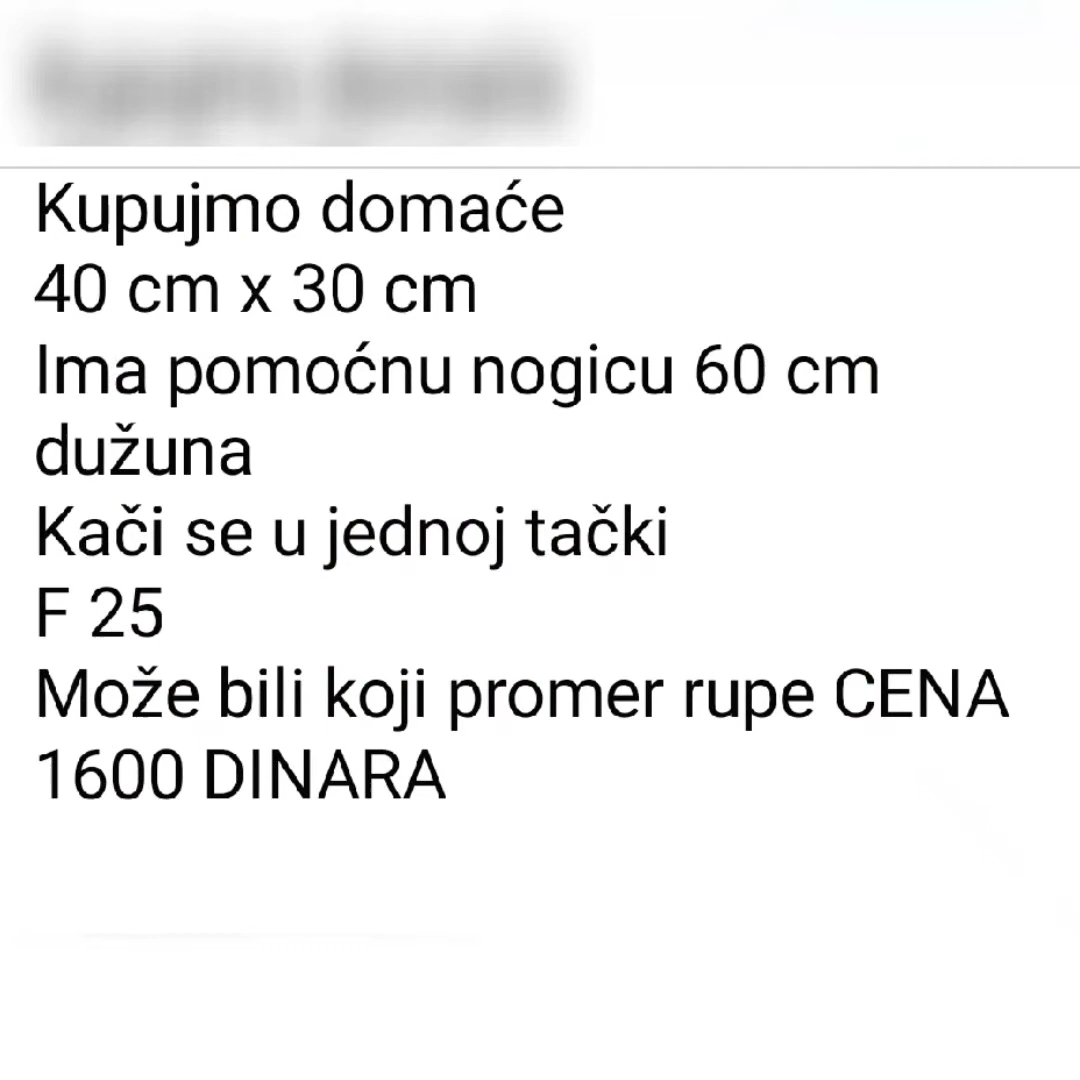 Kupujmo domaće
40 cm x 30 cm
Ima pomoćnu nogicu 60 cm
dužuna
Kači se u jednoj tački
F 25
Može bili koji promer rupe CENA
1600 DINARA